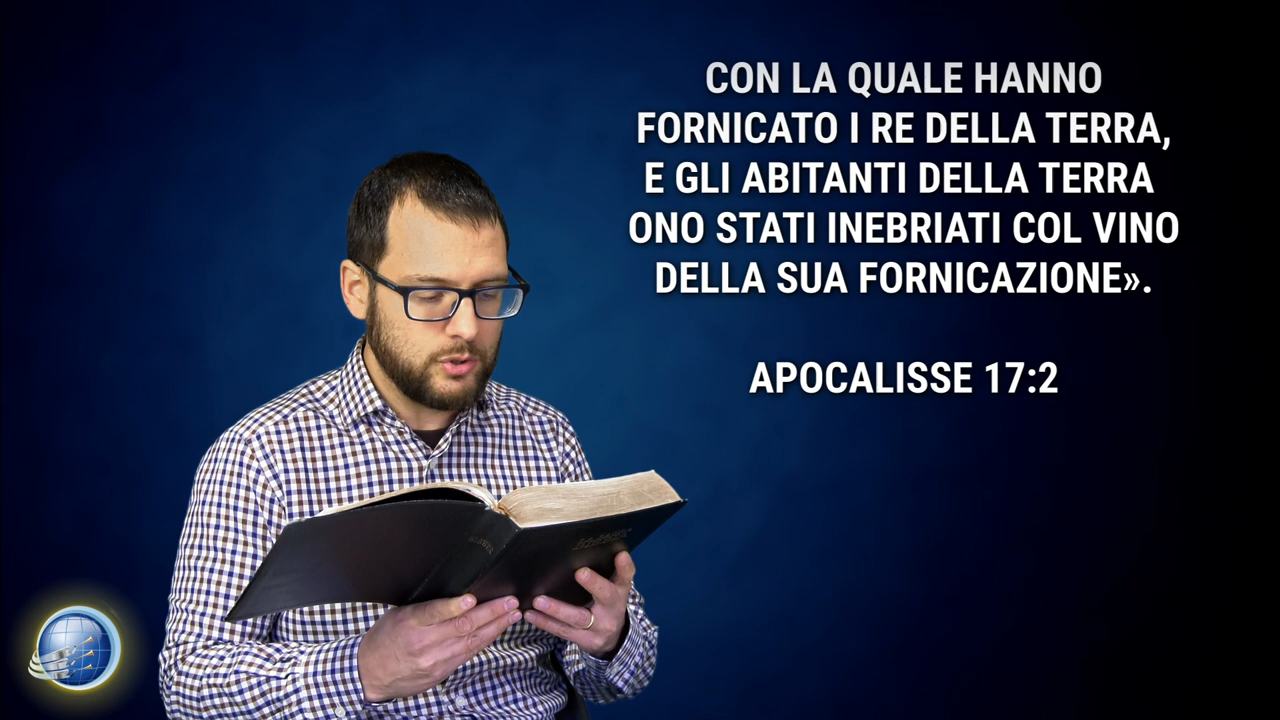 CON LA QUALE HANNO
FORNICATO I RE DELLA TERRA,
E GLI ABITANTI DELLA TERRA
ONO STATI INEBRIATI COL VINO
DELLA SUA FORNICAZIONE».
APOCALISSE 17:2